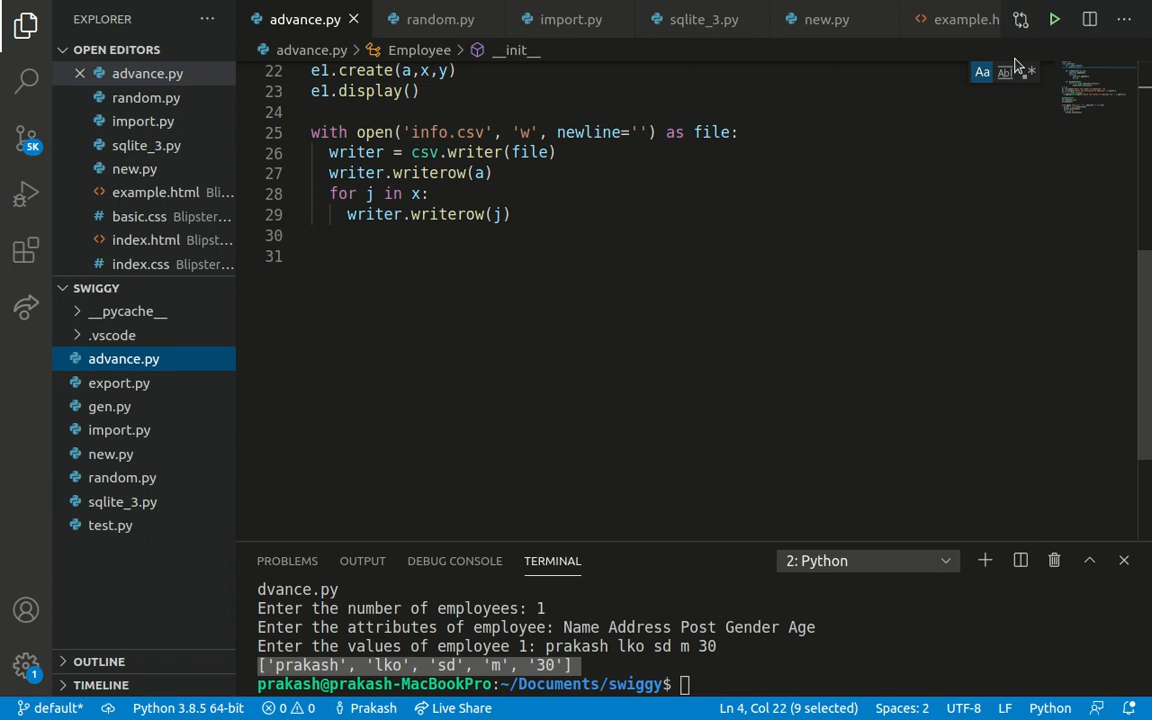 EXPLORER
OPEN EDITORS
advance.py
random.py
import.py
sqlite_3.py
new.py
example.html Bli...
basic.css Blipster...
index.html Blipst...
index.css Blipster...
SWIGGY
__pycache__
.vscode
advance.py
export.py
gen.py
import.py
new.py
random.py
sqlite_3.py
test.py
OUTLINE
TIMELINE
5K
1
advance.py random.py import.py sqlite_3.py new.py example.h
advance.py > Employee > __init__
Aa Abl .*
22 e1.create(a,x,y)
23 e1.display()
24
25 with open('info.csv', 'w', newline='') as file:
26 writer = csv.writer(file)
27 writer.writerow(a)
28 for j in x:
29 writer.writerow(j)
30
31
PROBLEMS OUTPUT DEBUG CONSOLE TERMINAL 2: Python
dvance.py
Enter the number of employees: 1
Enter the attributes of employee: Name Address Post Gender Age
Enter the values of employee 1: prakash lko sd m 30
['prakash', 'lko', 'sd', 'm', '30']
prakash@prakash-MacBookPro:~/Documents/swiggy$
default* Python 3.8.5 64-bit 0 0 Prakash Live Share Ln 4, Col 22 (9 selected) Spaces: 2 UTF-8 LF Python